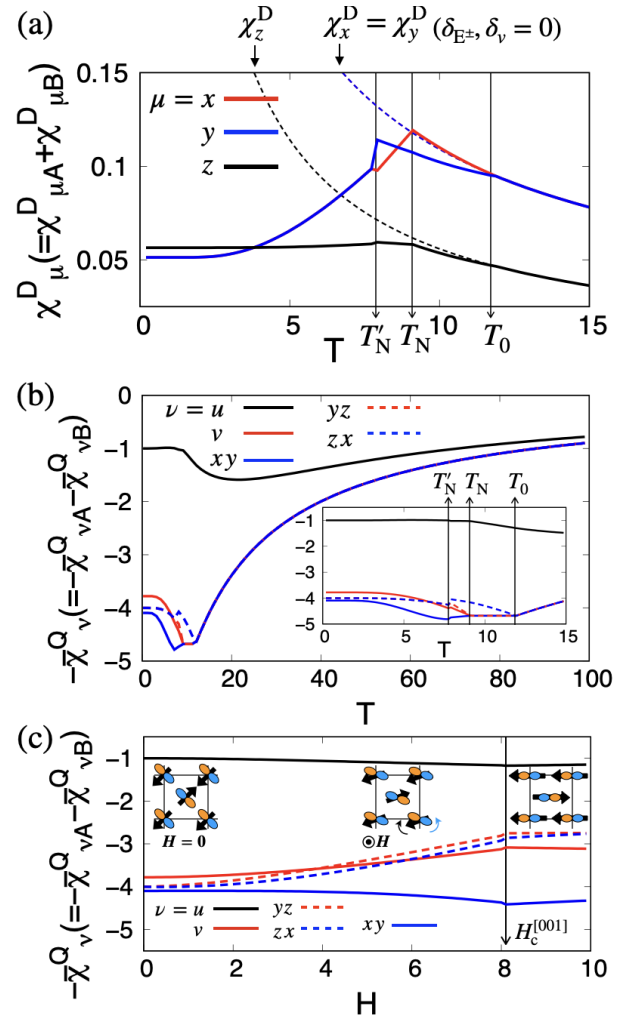 (a)
χ_z^D
χ_x^D = χ_y^D (δ_E±, δ_v = 0)
χ^D_μ (=χ^D_μA+χ^D_μB)
0.15
0.1
0.05
μ = x
y
z
0 5 10 15
T
T′_N T_N T_0
(b)
-χ̄^Q_ν (=-χ̄^Q_νA-χ̄^Q_νB)
0
-1
-2
-3
-4
-5
ν = u yz
v zx
xy
T′_N T_N T_0
-1
-2
-3
-4
-5
0 5 10 15
T
0 20 40 60 80 100
T
(c)
-χ̄^Q_ν (=-χ̄^Q_νA-χ̄^Q_νB)
-1
-2
-3
-4
-5
H = 0
⊙H
ν = u yz
v zx xy
H_c^[001]
0 2 4 6 8 10
H